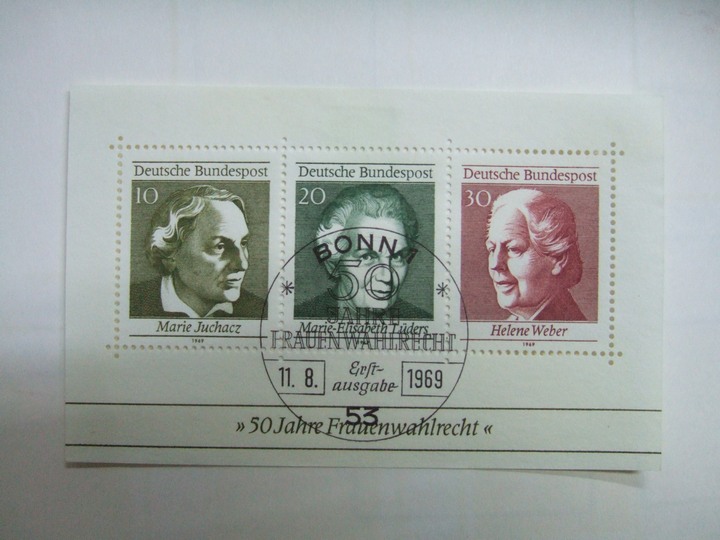 Deutsche Bundespost
10
Marie Juchacz
1969
Deutsche Bundespost
20
Marie-Elisabeth Lüders
Deutsche Bundespost
30
Helene Weber
1969
BONN 1
50
JAHRE
FRAUENWAHLRECHT
11. 8.
Erst-
ausgabe
1969
53
»50 Jahre Frauenwahlrecht«